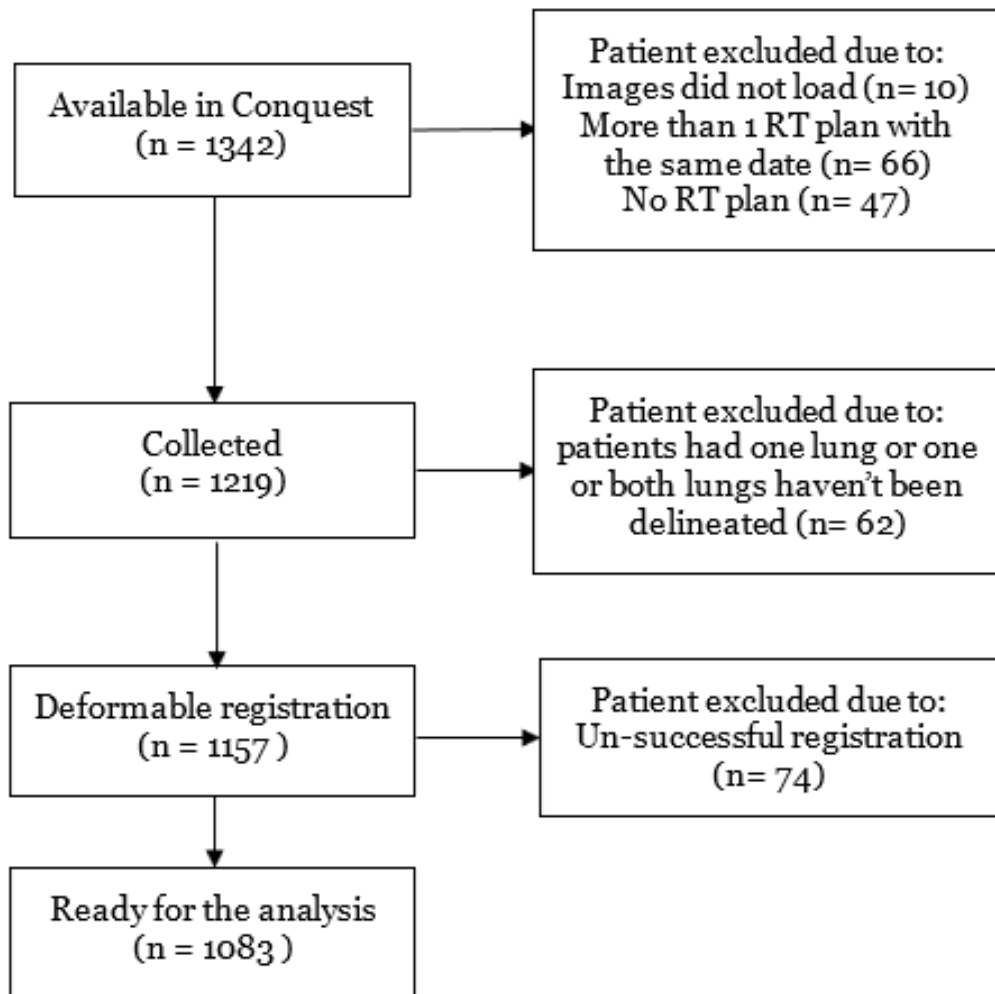 Available in Conquest
(n = 1342)
Patient excluded due to:
Images did not load (n= 10)
More than 1 RT plan with
the same date (n= 66)
No RT plan (n= 47)
Collected
(n = 1219)
Patient excluded due to:
patients had one lung or one
or both lungs haven't been
delineated (n= 62)
Deformable registration
(n = 1157 )
Patient excluded due to:
Un-successful registration
(n= 74)
Ready for the analysis
(n = 1083 )